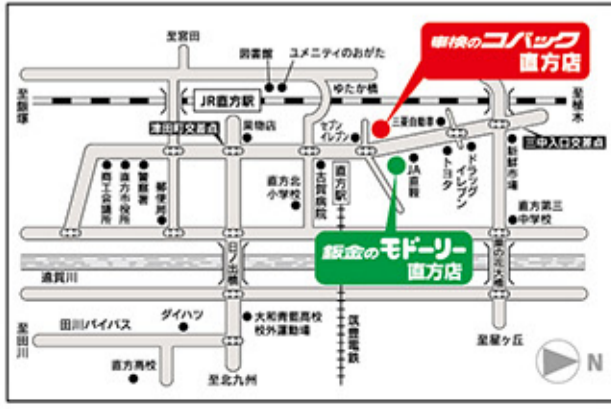 至宮田
図書館
ユメニティのおがた
車検のコバック
直方店
至飯塚
JR直方駅
ゆたか橋
至植木
津田町交差点
果物店
セブンイレブン
三菱自動車
三中入口交差点
商工会議所
直方市役所
警察署
郵便局
直方北小学校
古賀病院
直方駅
JA直鞍
トヨタ
ドラッグイレブン
新鮮市場
直方第三中学校
鈑金のモドーリー
直方店
日ノ出橋
菜の花大橋
遠賀川
ダイハツ
大和青藍高校
校外運動場
筑豊電鉄
田川バイパス
至田川
直方高校
至北九州
至星ヶ丘
N